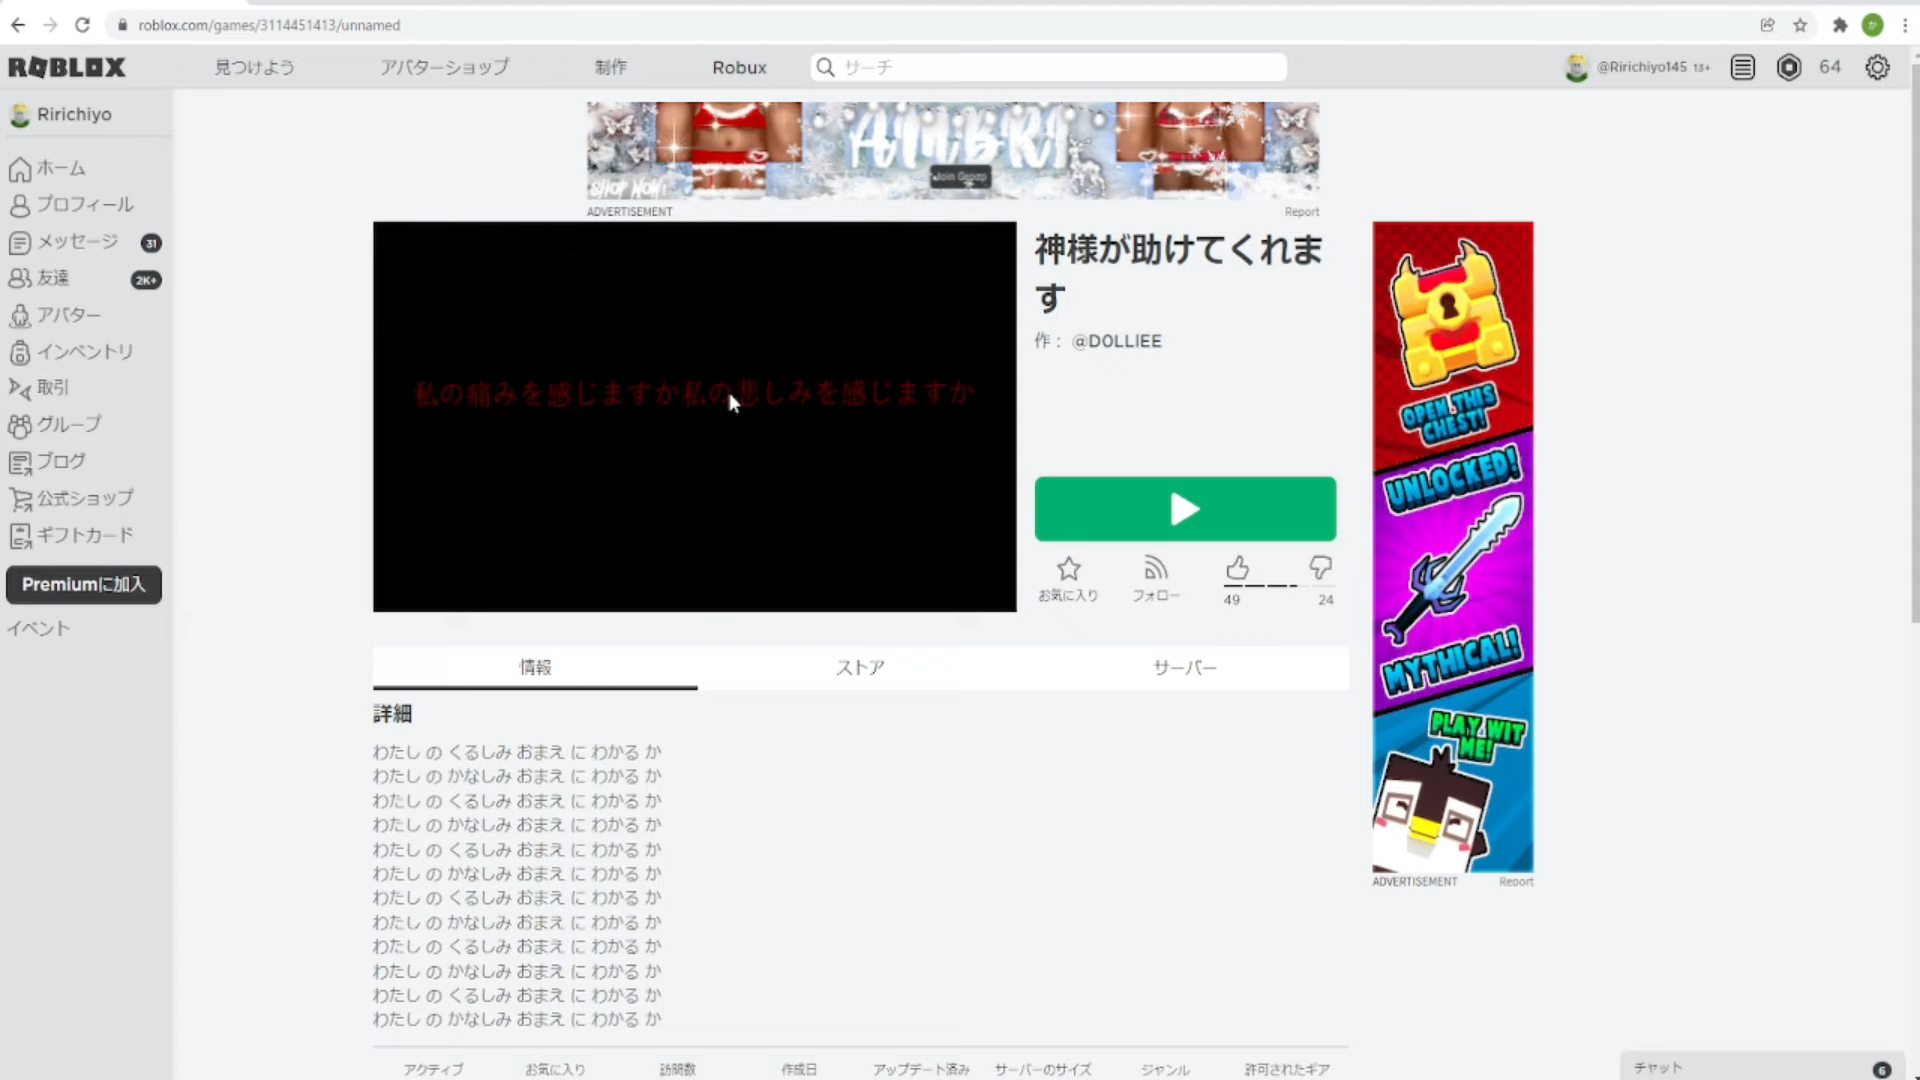 roblox.com/games/3114451413/unnamed
ROBLOX
見つけよう
アバターショップ
制作
Robux
サーチ
@Ririchiyo145 13+
64
Ririchiyo
ホーム
プロフィール
メッセージ 31
友達 2K+
アバター
インベントリ
取引
グループ
ブログ
公式ショップ
ギフトカード
Premiumに加入
イベント
SHOP NOW!
Join Group
ADVERTISEMENT
Report
私の痛みを感じますか私の悲しみを感じますか
神様が助けてくれま
す
作： @DOLLIEE
お気に入り
フォロー
49
24
情報
ストア
サーバー
詳細
わたし の くるしみ おまえ に わかる か
わたし の かなしみ おまえ に わかる か
わたし の くるしみ おまえ に わかる か
わたし の かなしみ おまえ に わかる か
わたし の くるしみ おまえ に わかる か
わたし の かなしみ おまえ に わかる か
わたし の くるしみ おまえ に わかる か
わたし の かなしみ おまえ に わかる か
わたし の くるしみ おまえ に わかる か
わたし の かなしみ おまえ に わかる か
わたし の くるしみ おまえ に わかる か
わたし の かなしみ おまえ に わかる か
アクティブ
お気に入り
訪問数
作成日
アップデート済み
サーバーのサイズ
ジャンル
許可されたギア
OPEN THIS
CHEST!
UNLOCKED!
MYTHICAL!
PLAY WIT
ME!
ADVERTISEMENT
Report
チャット
6